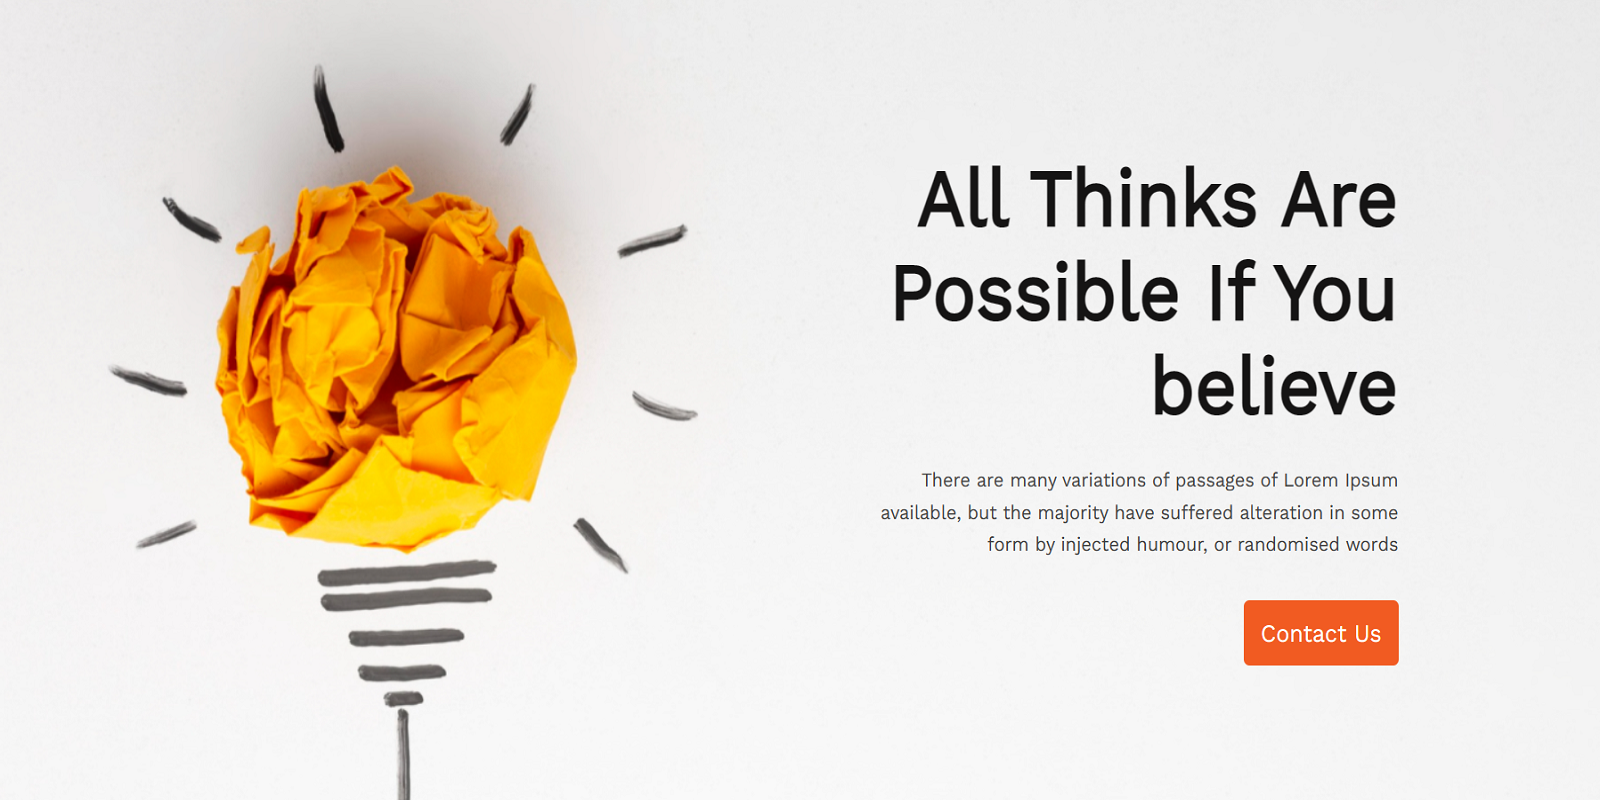 All Thinks Are
Possible If You
believe
There are many variations of passages of Lorem Ipsum
available, but the majority have suffered alteration in some
form by injected humour, or randomised words
Contact Us